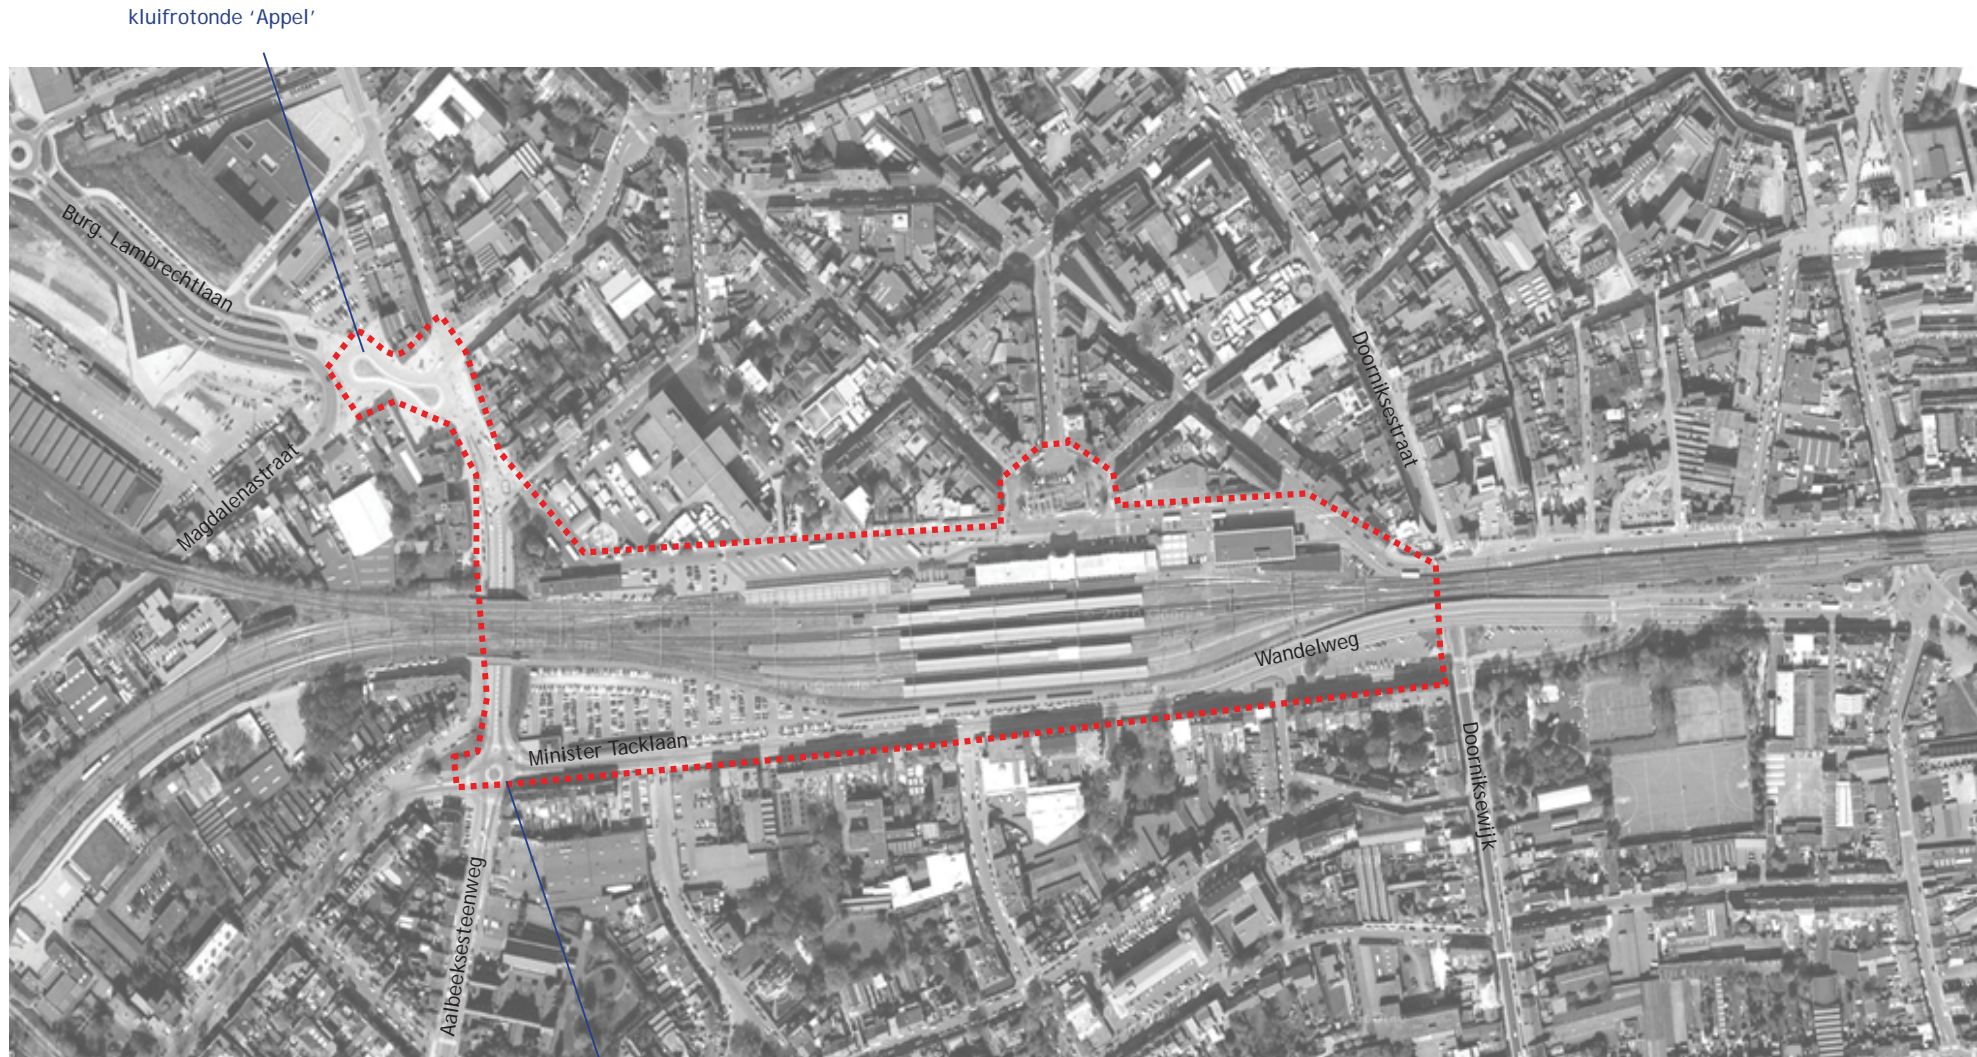 kluifrotonde ‘Appel’
Burg. Lambrechtlaan
Doorniksestraat
Magdalenastraat
Wandelweg
Minister Tacklaan
Doorniksewijk
Aalbeeksesteenweg